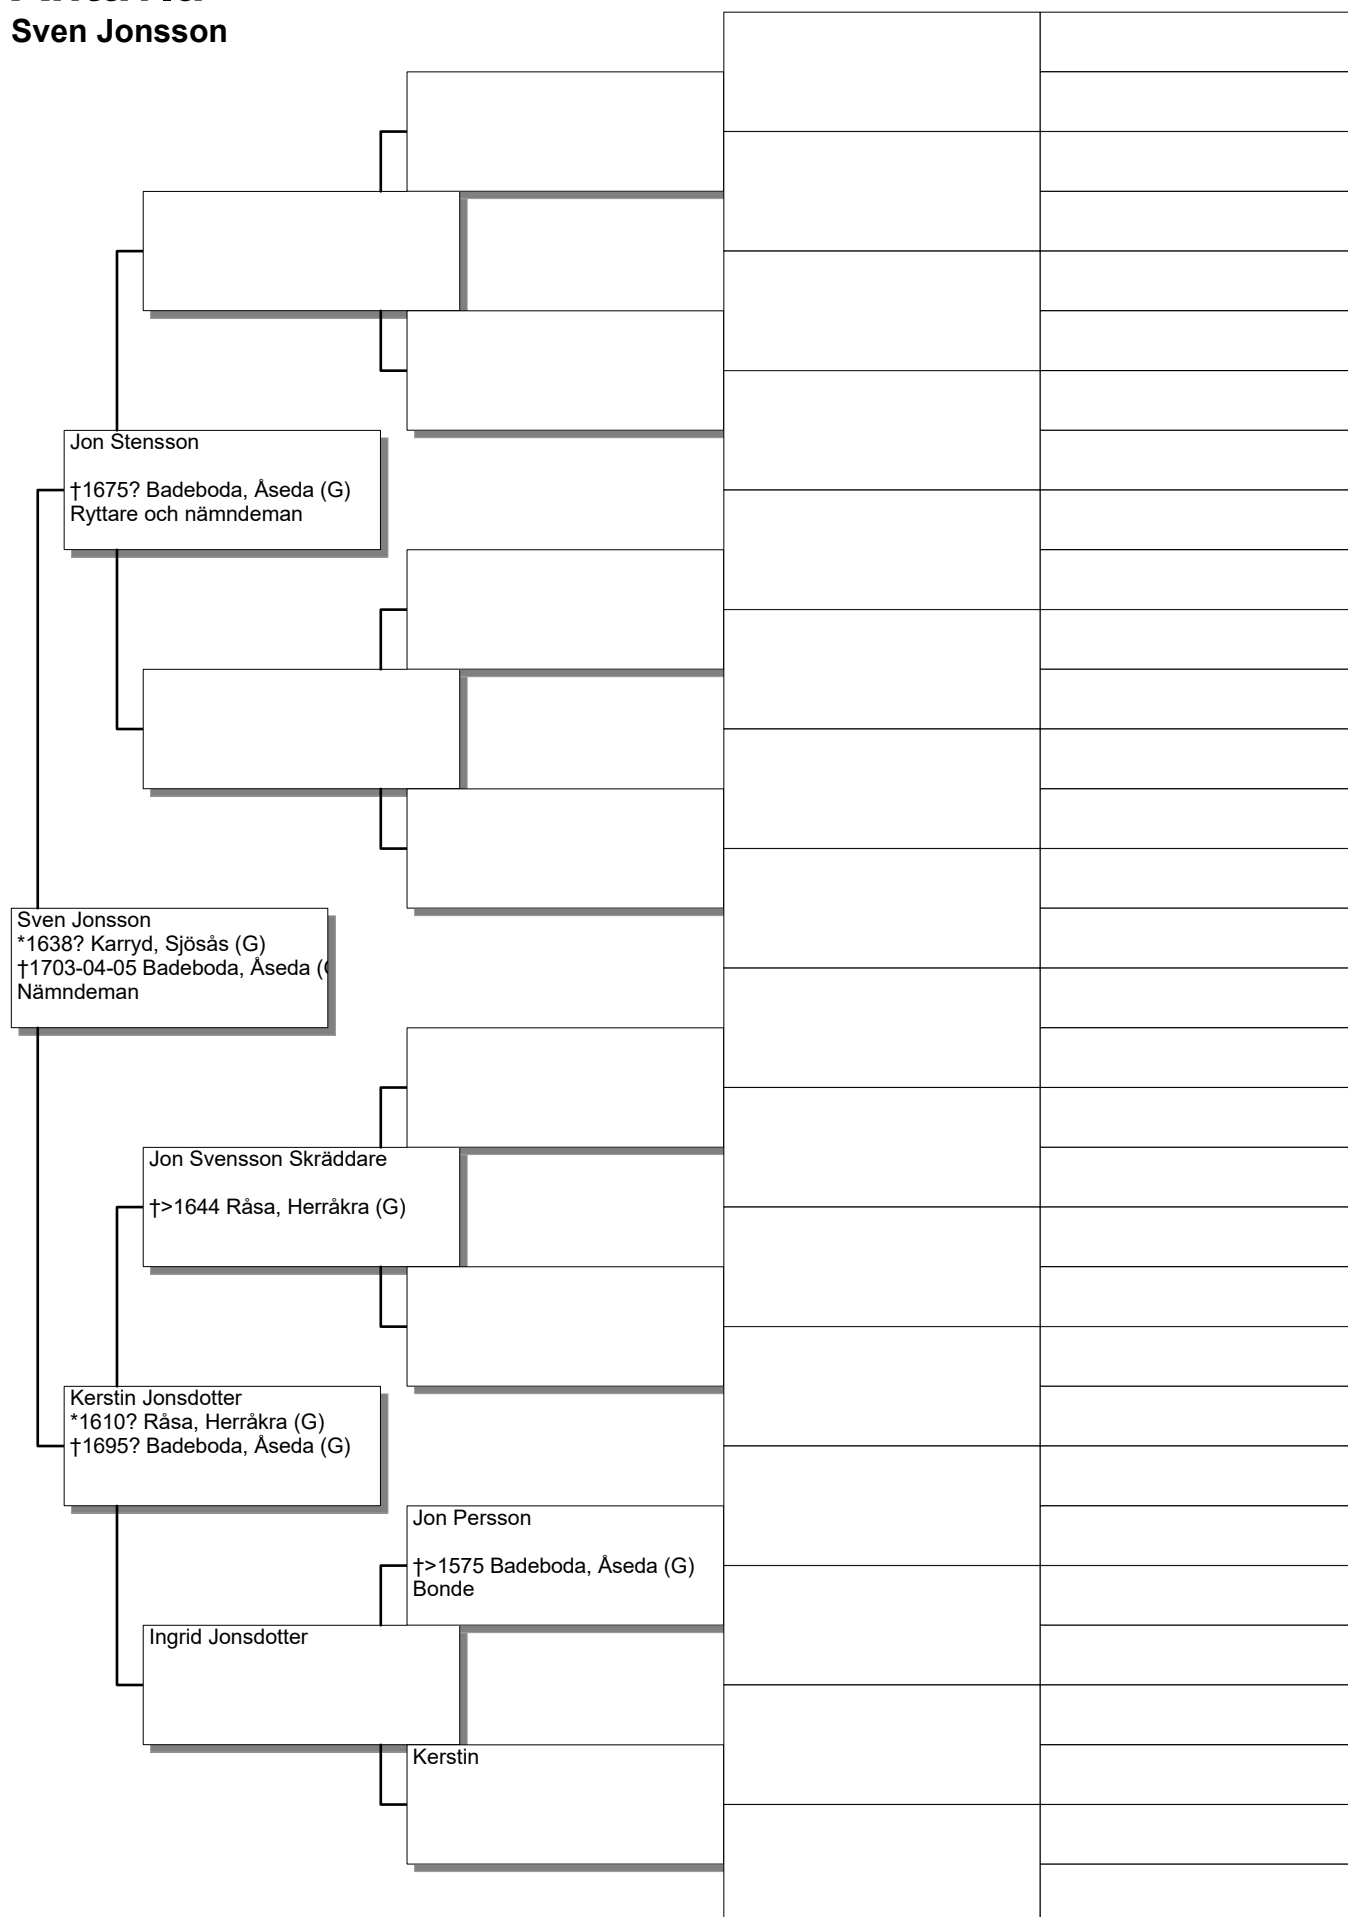 Sven Jonsson
Jon Stensson
†1675? Badeboda, Åseda (G)
Ryttare och nämndeman
Sven Jonsson
*1638? Karryd, Sjösås (G)
†1703-04-05 Badeboda, Åseda (
Nämndeman
Jon Svensson Skräddare
†>1644 Råsa, Herråkra (G)
Kerstin Jonsdotter
*1610? Råsa, Herråkra (G)
†1695? Badeboda, Åseda (G)
Jon Persson
†>1575 Badeboda, Åseda (G)
Bonde
Ingrid Jonsdotter
Kerstin